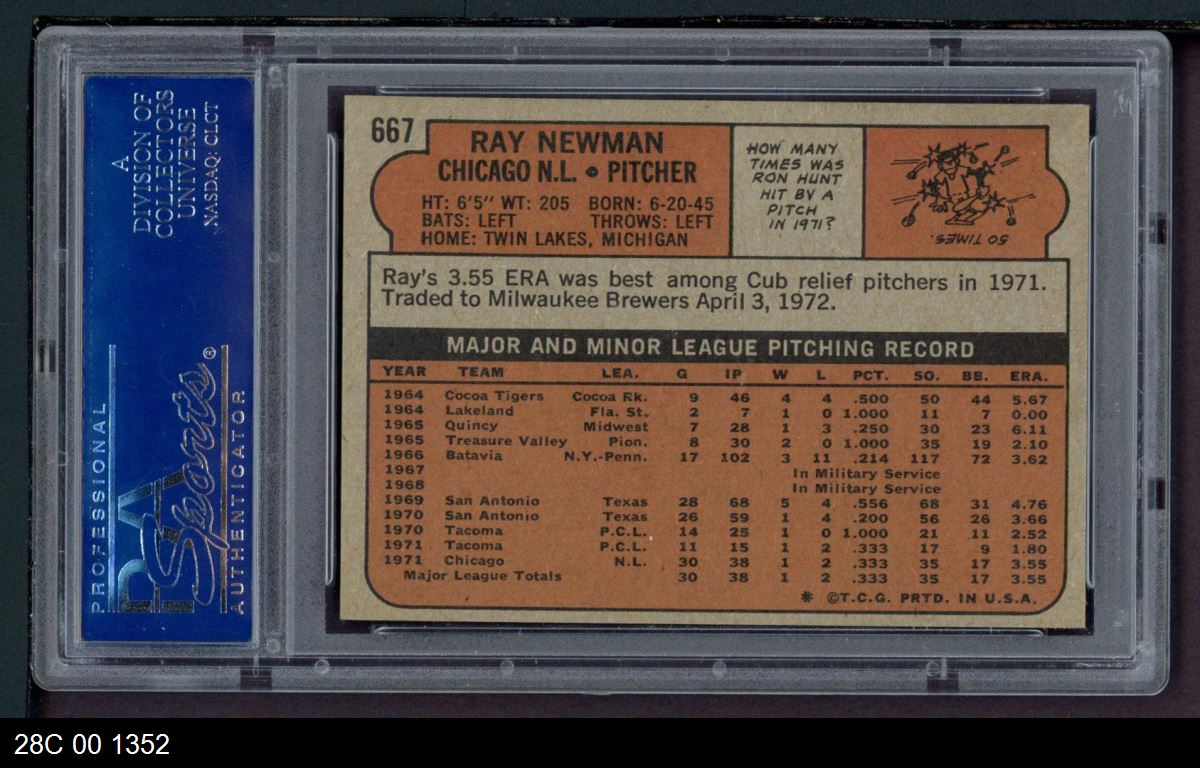 A
DIVISION OF
COLLECTORS
UNIVERSE
NASDAQ: CLCT
PROFESSIONAL
PSA
Sports®
AUTHENTICATOR
667
RAY NEWMAN
CHICAGO N.L. • PITCHER
HT: 6'5" WT: 205 BORN: 6-20-45
BATS: LEFT THROWS: LEFT
HOME: TWIN LAKES, MICHIGAN
HOW MANY
TIMES WAS
RON HUNT
HIT BY A
PITCH
IN 1971?
50 TIMES.
Ray's 3.55 ERA was best among Cub relief pitchers in 1971.
Traded to Milwaukee Brewers April 3, 1972.
MAJOR AND MINOR LEAGUE PITCHING RECORD
YEAR TEAM LEA. G IP W L PCT. SO. BB. ERA.
1964 Cocoa Tigers Cocoa Rk. 9 46 4 4 .500 50 44 5.67
1964 Lakeland Fla. St. 2 7 1 0 1.000 11 7 0.00
1965 Quincy Midwest 7 28 1 3 .250 30 23 6.11
1965 Treasure Valley Pion. 8 30 2 0 1.000 35 19 2.10
1966 Batavia N.Y.-Penn. 17 102 3 11 .214 117 72 3.62
1967 In Military Service
1968 In Military Service
1969 San Antonio Texas 28 68 5 4 .556 68 31 4.76
1970 San Antonio Texas 26 59 1 4 .200 56 26 3.66
1970 Tacoma P.C.L. 14 25 1 0 1.000 21 11 2.52
1971 Tacoma P.C.L. 11 15 1 2 .333 17 9 1.80
1971 Chicago N.L. 30 38 1 2 .333 35 17 3.55
Major League Totals 30 38 1 2 .333 35 17 3.55
* ©T.C.G. PRTD. IN U.S.A.
28C 00 1352